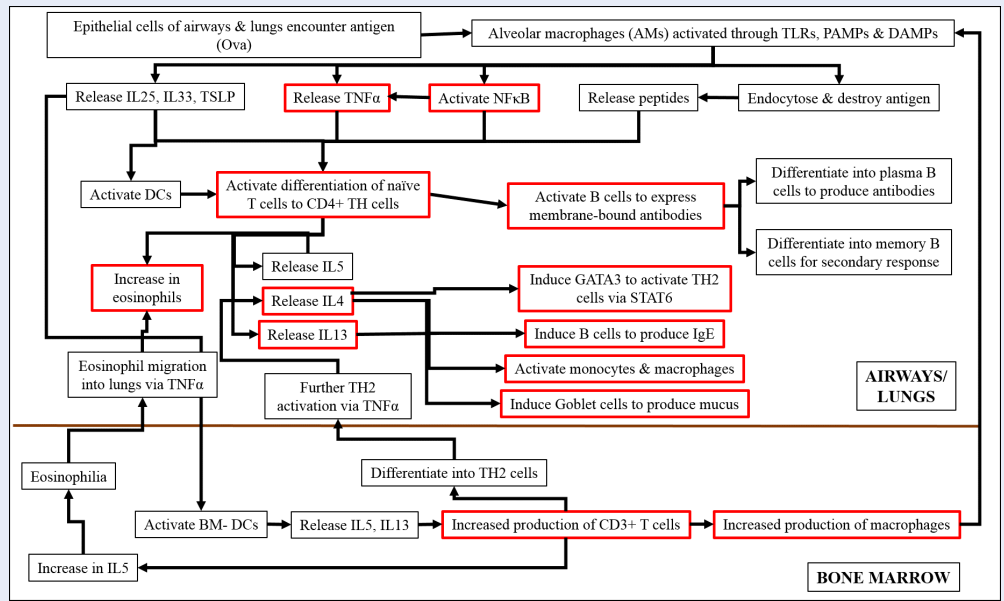 Epithelial cells of airways & lungs encounter antigen
(Ova)
Alveolar macrophages (AMs) activated through TLRs, PAMPs & DAMPs
Release IL25, IL33, TSLP
Release TNFα
Activate NFκB
Release peptides
Endocytose & destroy antigen
Activate DCs
Activate differentiation of naïve
T cells to CD4+ TH cells
Activate B cells to express
membrane-bound antibodies
Differentiate into plasma B
cells to produce antibodies
Differentiate into memory B
cells for secondary response
Increase in
eosinophils
Release IL5
Release IL4
Release IL13
Induce GATA3 to activate TH2
cells via STAT6
Induce B cells to produce IgE
Activate monocytes & macrophages
Induce Goblet cells to produce mucus
Eosinophil migration
into lungs via TNFα
Further TH2
activation via TNFα
AIRWAYS/
LUNGS
Eosinophilia
Differentiate into TH2 cells
Activate BM- DCs
Release IL5, IL13
Increased production of CD3+ T cells
Increased production of macrophages
Increase in IL5
BONE MARROW